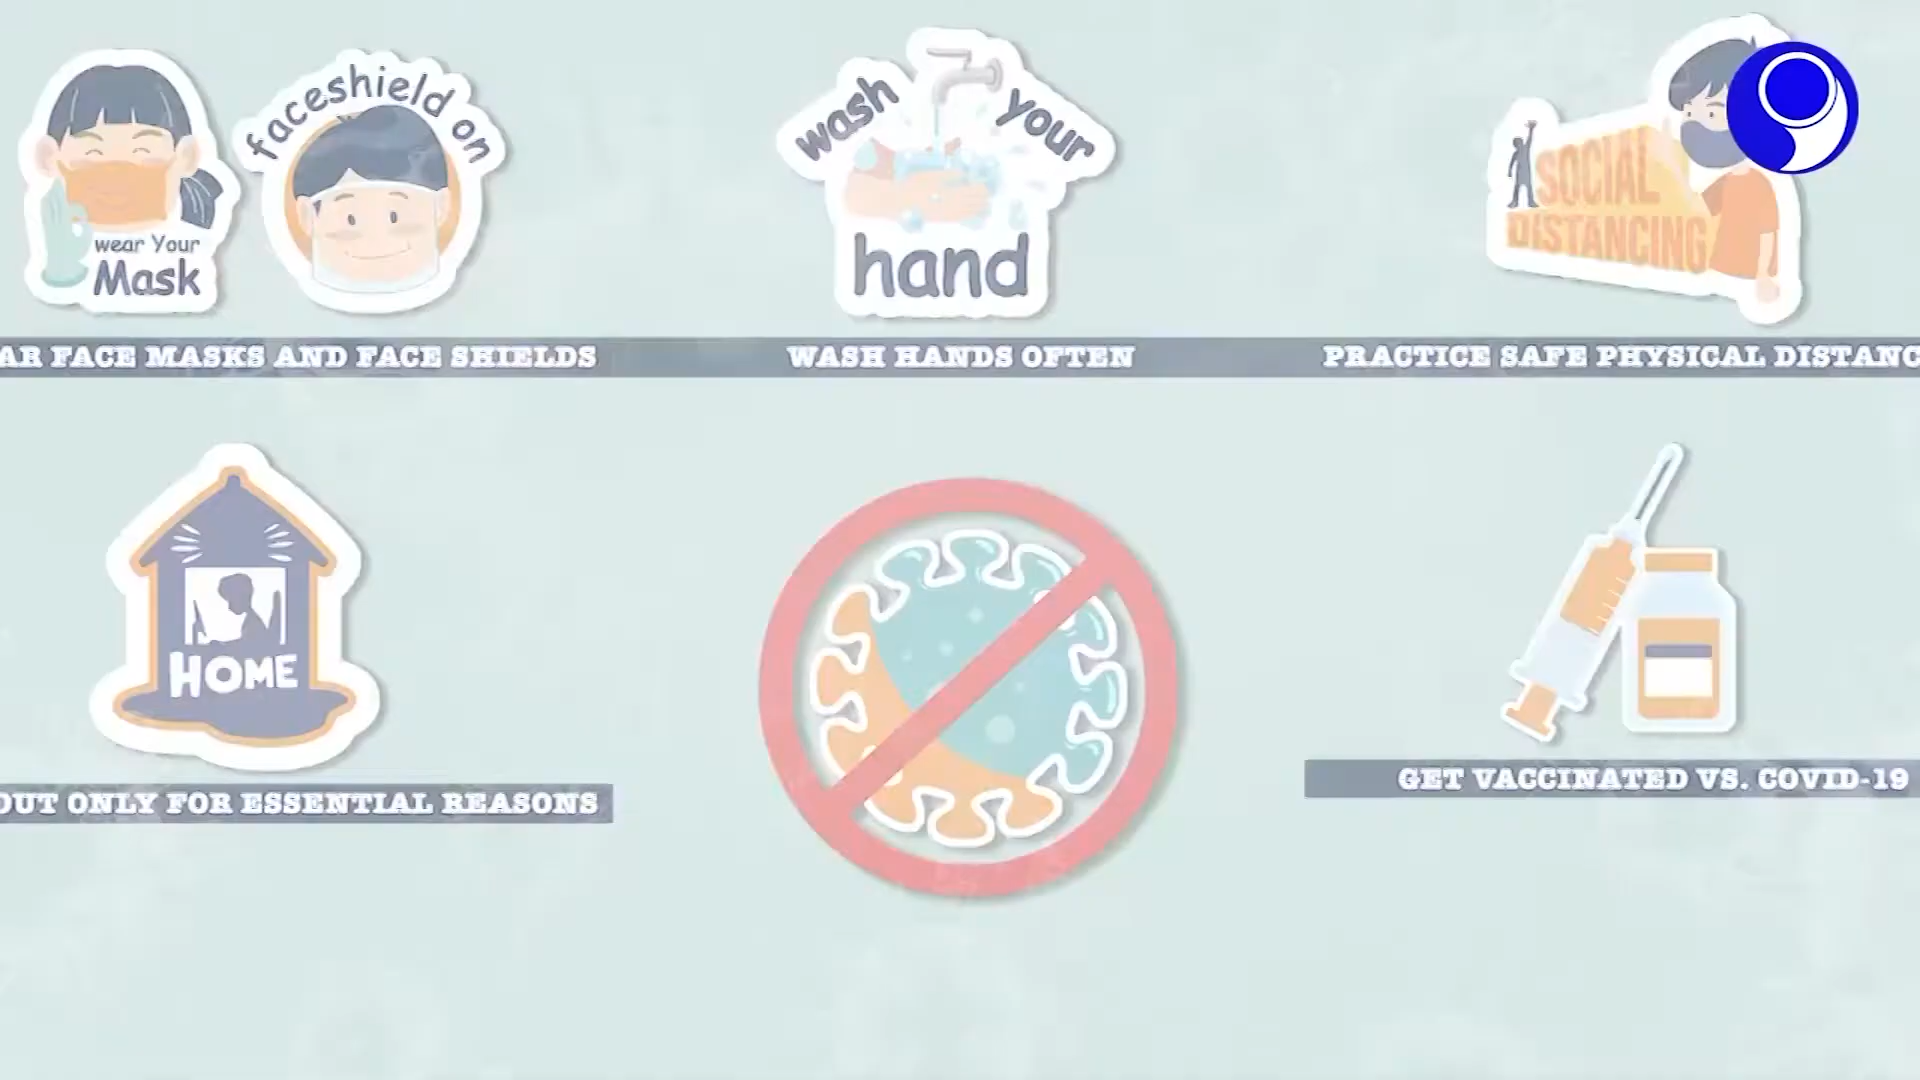 wear Your
Mask
faceshield on
wash your
hand
SOCIAL
DISTANCING
AR FACE MASKS AND FACE SHIELDS
WASH HANDS OFTEN
PRACTICE SAFE PHYSICAL DISTANC
HOME
OUT ONLY FOR ESSENTIAL REASONS
GET VACCINATED VS. COVID-19